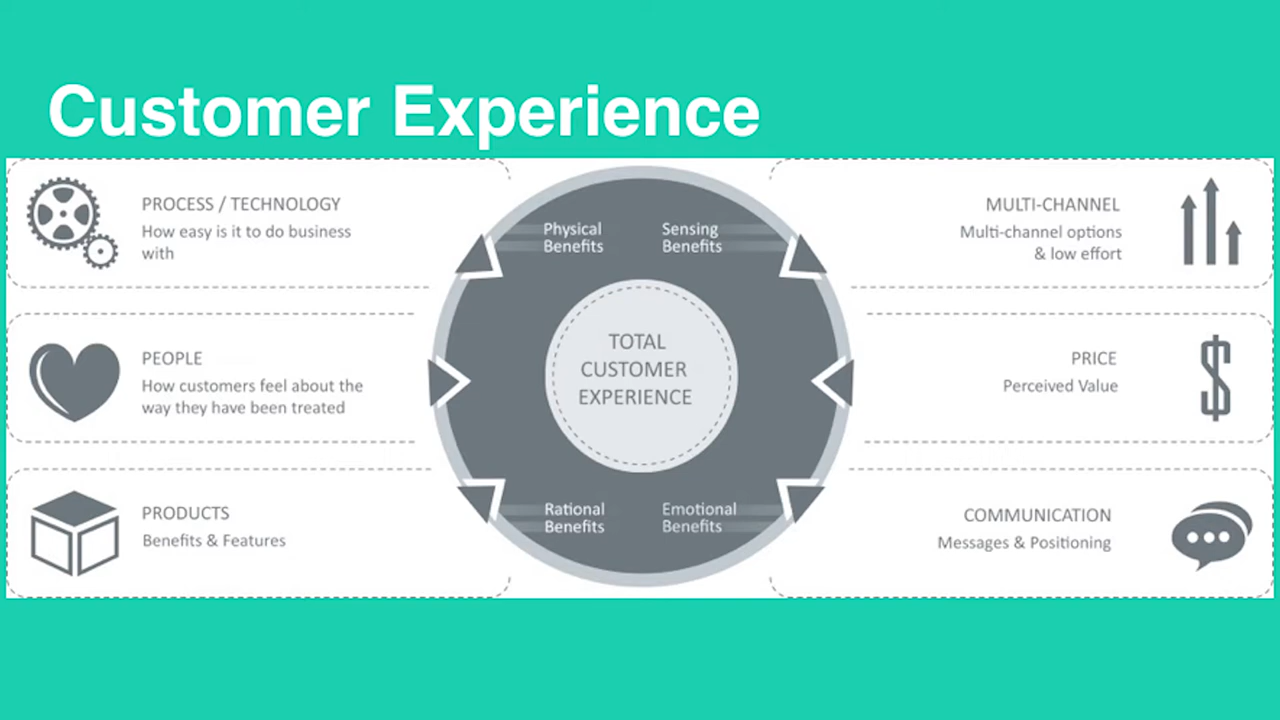 Customer Experience
PROCESS / TECHNOLOGY
How easy is it to do business
with
PEOPLE
How customers feel about the
way they have been treated
PRODUCTS
Benefits & Features
Physical
Benefits
Sensing
Benefits
TOTAL
CUSTOMER
EXPERIENCE
Rational
Benefits
Emotional
Benefits
MULTI-CHANNEL
Multi-channel options
& low effort
PRICE
Perceived Value
COMMUNICATION
Messages & Positioning